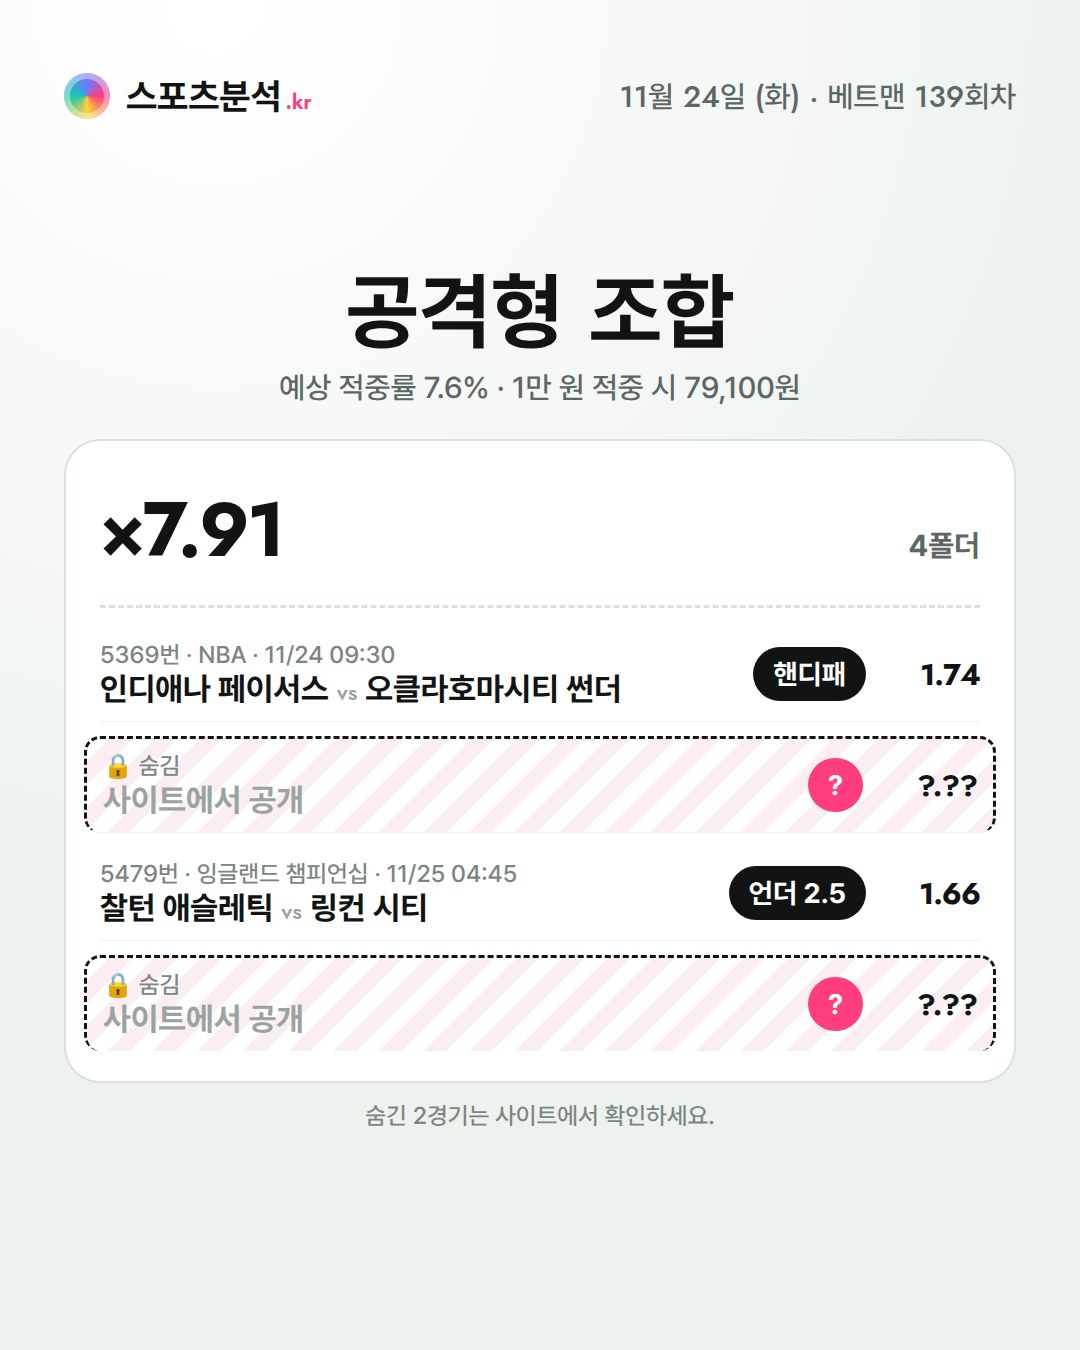 스포츠분석.kr
11월 24일 (화) · 베트맨 139회차
공격형 조합
예상 적중률 7.6% · 1만 원 적중 시 79,100원
×7.91
4폴더
5369번 · NBA · 11/24 09:30
인디애나 페이서스 vs 오클라호마시티 썬더
핸디패
1.74
🔒 숨김
사이트에서 공개
?
?.??
5479번 · 잉글랜드 챔피언십 · 11/25 04:45
찰턴 애슬레틱 vs 링컨 시티
언더 2.5
1.66
🔒 숨김
사이트에서 공개
?
?.??
숨긴 2경기는 사이트에서 확인하세요.